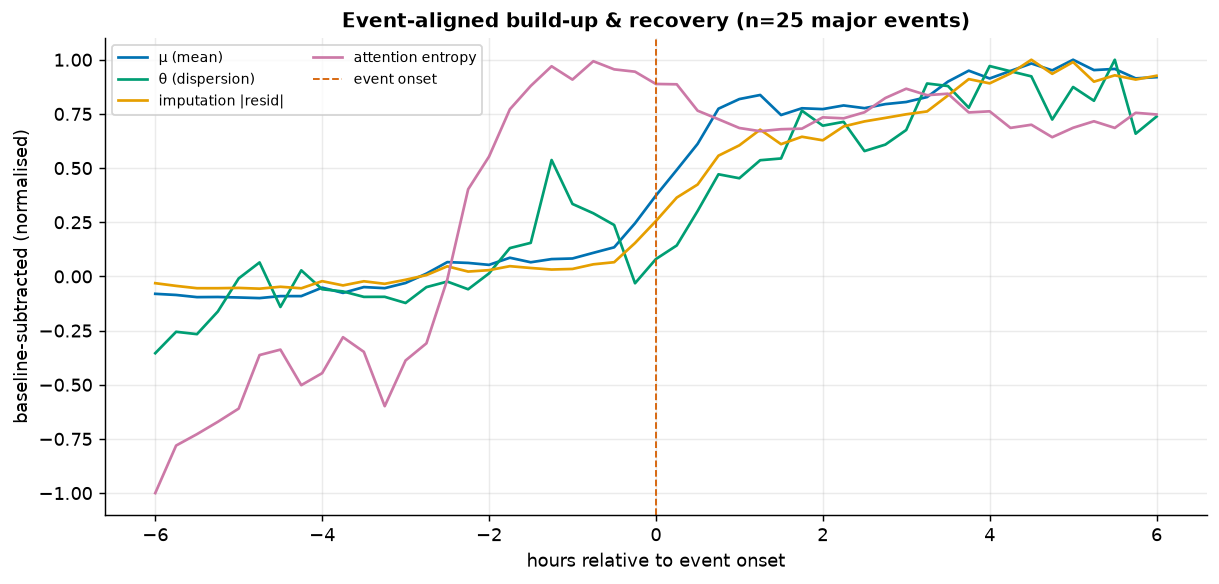 Event-aligned build-up & recovery (n=25 major events)
μ (mean)
θ (dispersion)
imputation |resid|
attention entropy
event onset
baseline-subtracted (normalised)
1.00
0.75
0.50
0.25
0.00
−0.25
−0.50
−0.75
−1.00
−6
−4
−2
0
2
4
6
hours relative to event onset